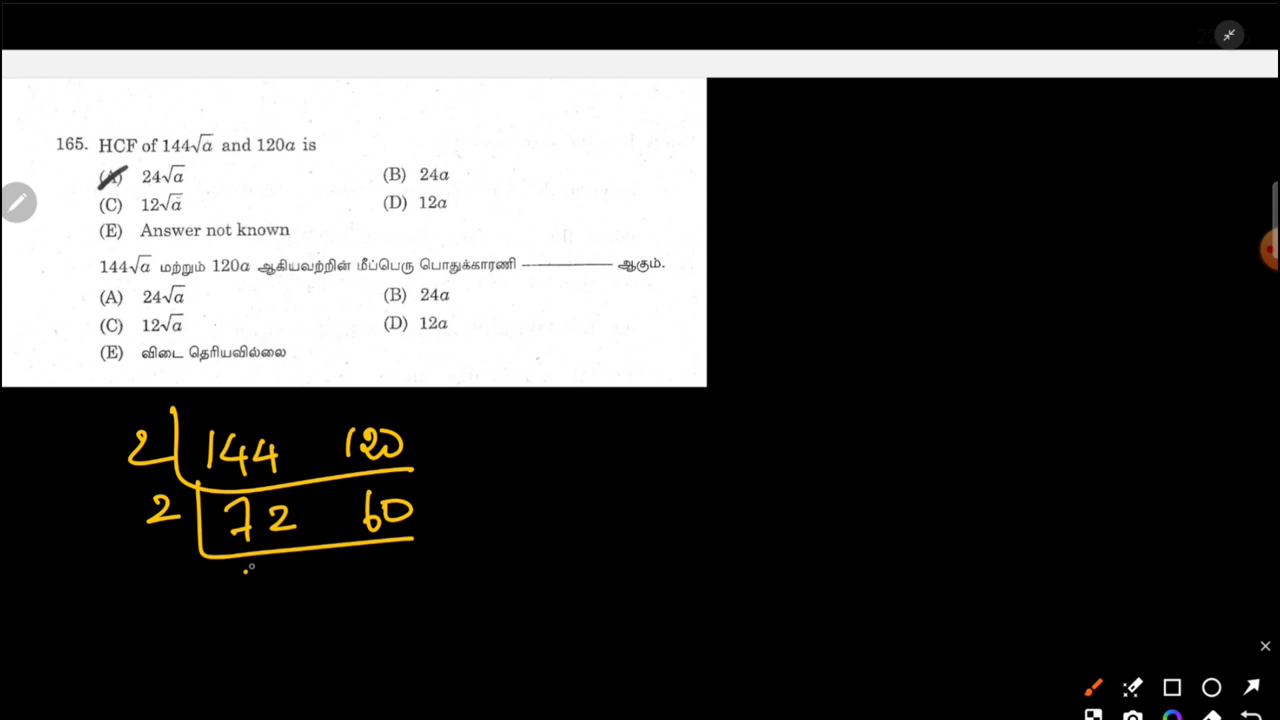 165. HCF of 144√a and 120a is
(A) 24√a (B) 24a
(C) 12√a (D) 12a
(E) Answer not known
144√a மற்றும் 120a ஆகியவற்றின் மீப்பெரு பொதுக்காரணி ———— ஆகும்.
(A) 24√a (B) 24a
(C) 12√a (D) 12a
(E) விடை தெரியவில்லை
2 144 120
2 72 60